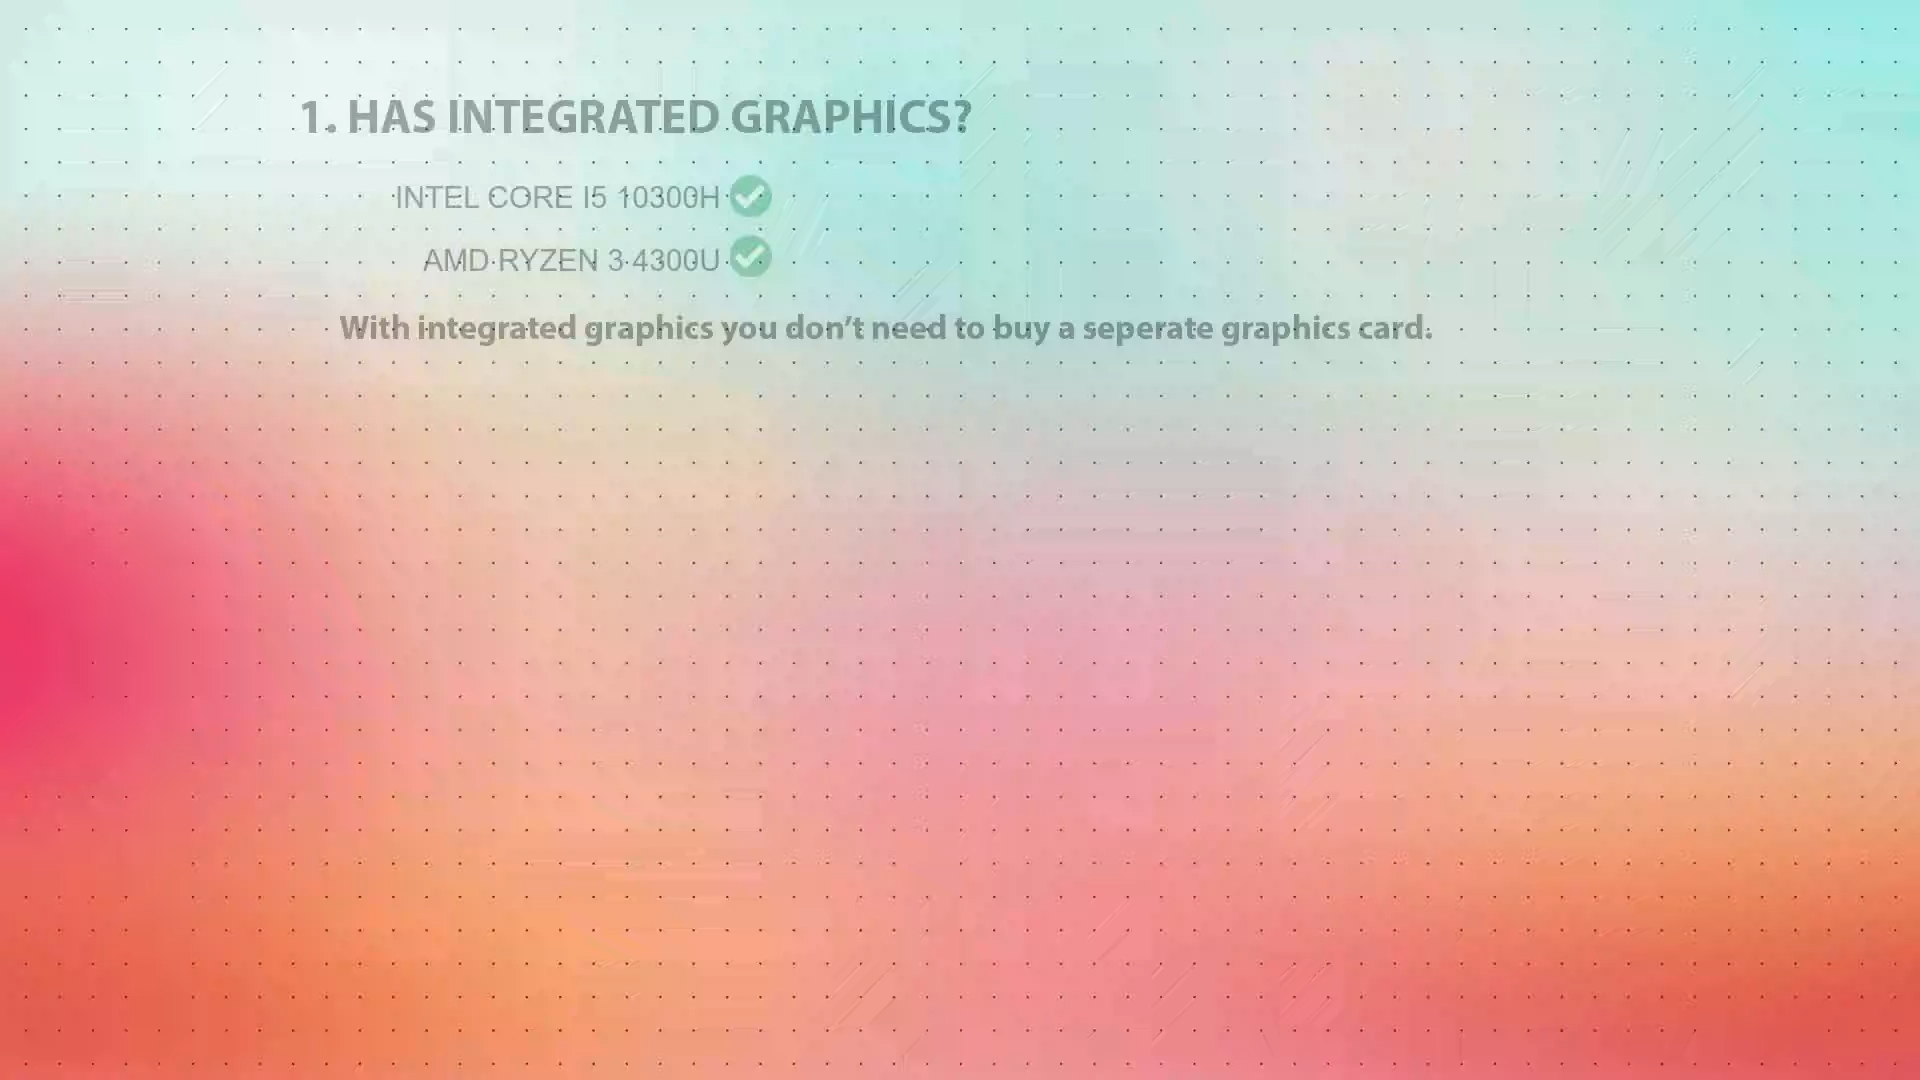 1. HAS INTEGRATED GRAPHICS?
INTEL CORE I5 10300H
AMD RYZEN 3 4300U
With integrated graphics you don't need to buy a seperate graphics card.